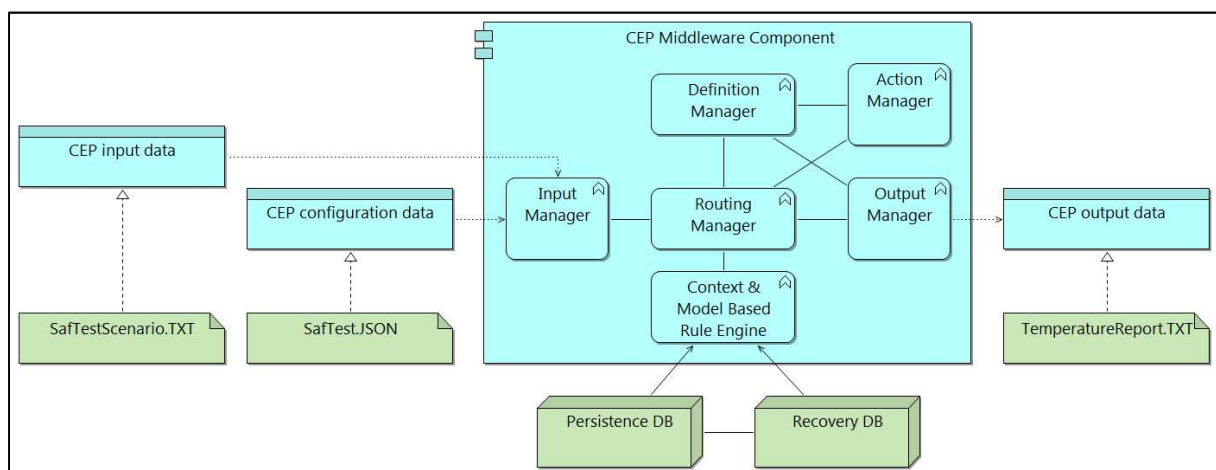 CEP Middleware Component
Definition
Manager
Action
Manager
CEP input data
CEP configuration data
Input
Manager
Routing
Manager
Output
Manager
CEP output data
Context &
Model Based
Rule Engine
SafTestScenario.TXT
SafTest.JSON
TemperatureReport.TXT
Persistence DB
Recovery DB